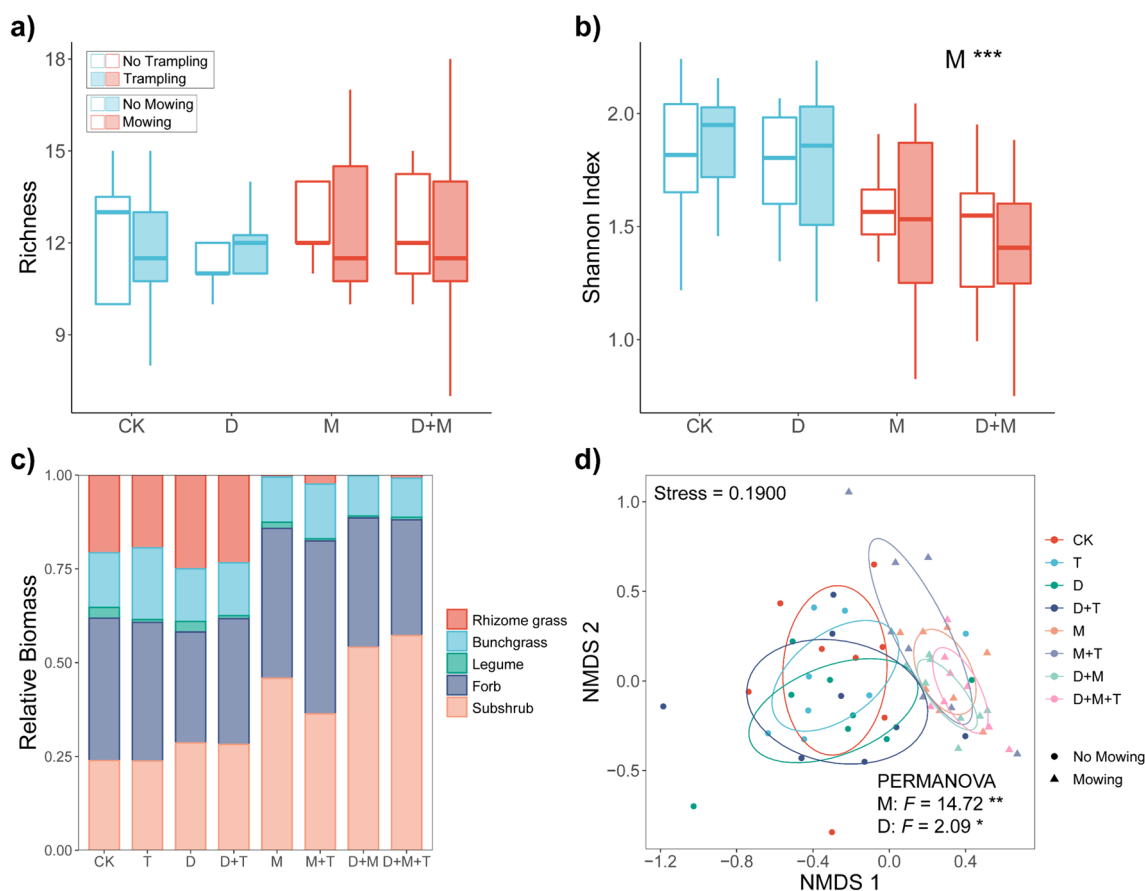 a)
No Trampling
Trampling
No Mowing
Mowing
18
15
12
9
Richness
CK D M D+M
b)
M ***
2.0
1.5
1.0
Shannon Index
CK D M D+M
c)
1.00
0.75
0.50
0.25
0.00
Relative Biomass
CK T D D+T M M+T D+M D+M+T
Rhizome grass
Bunchgrass
Legume
Forb
Subshrub
d)
Stress = 0.1900
1.0
0.5
0.0
−0.5
NMDS 2
PERMANOVA
M: F = 14.72 **
D: F = 2.09 *
−1.2 −0.8 −0.4 0.0 0.4
NMDS 1
CK
T
D
D+T
M
M+T
D+M
D+M+T
No Mowing
Mowing